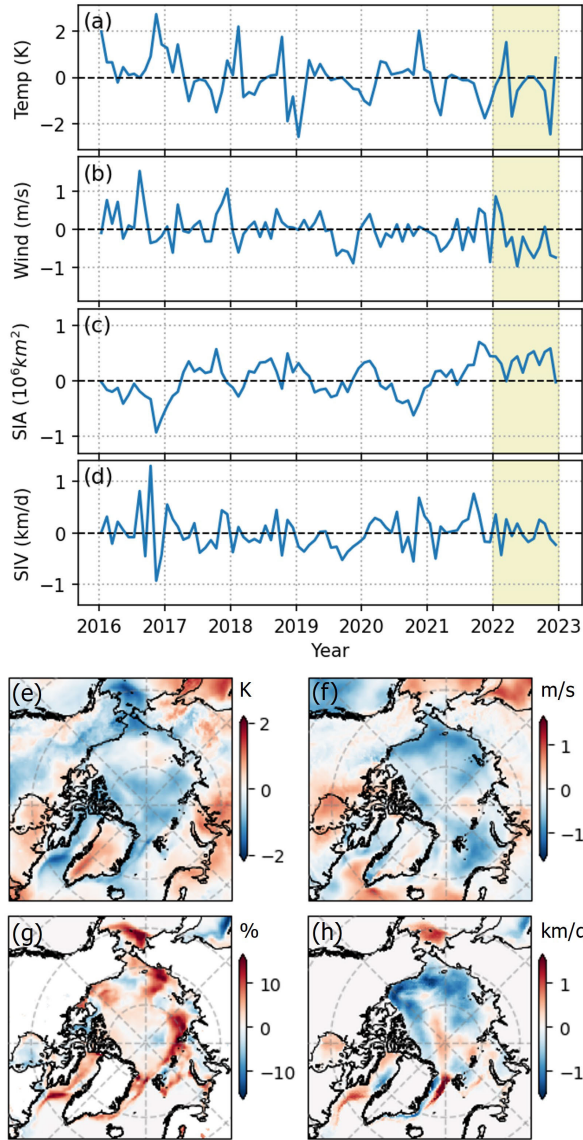 (a)
Temp (K)
2
0
−2
(b)
Wind (m/s)
1
0
−1
(c)
SIA (10⁶km²)
1
0
−1
(d)
SIV (km/d)
1
0
−1
2016 2017 2018 2019 2020 2021 2022 2023
Year
(e) K
2
0
−2
(f) m/s
1
0
−1
(g) %
10
0
−10
(h) km/d
1
0
−1